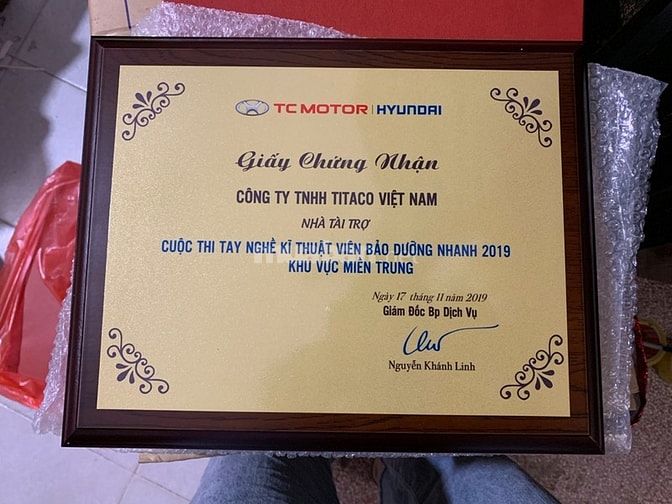 TC MOTOR | HYUNDAI
Giấy Chứng Nhận
CÔNG TY TNHH TITACO VIỆT NAM
NHÀ TÀI TRỢ
CUỘC THI TAY NGHỀ KĨ THUẬT VIÊN BẢO DƯỠNG NHANH 2019
KHU VỰC MIỀN TRUNG
Ngày 17 tháng 11 năm 2019
Giám Đốc Bp Dịch Vụ
Nguyễn Khánh Linh